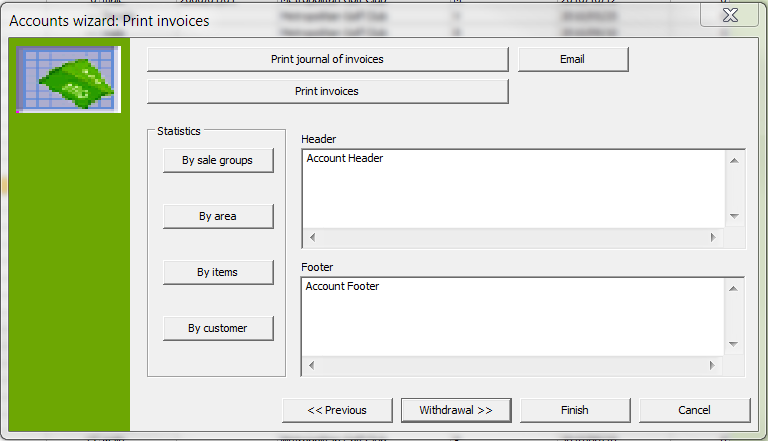 Accounts wizard: Print invoices
Print journal of invoices
Email
Print invoices
Statistics
By sale groups
By area
By items
By customer
Header
Account Header
Footer
Account Footer
<< Previous
Withdrawal >>
Finish
Cancel